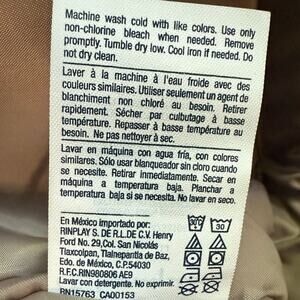 Machine wash cold with like colors. Use only
non-chlorine bleach when needed. Remove
promptly. Tumble dry low. Cool iron if needed. Do
not dry clean.
Laver à la machine à l'eau froide avec des
couleurs similaires. Utiliser seulement un agent de
blanchiment non chloré au besoin. Retirer
rapidement. Sécher par culbutage à basse
température. Repasser à basse température au
besoin. Ne pas nettoyer à sec.
Lavar en máquina con agua fría, con colores
similares. Sólo usar blanqueador sin cloro cuando
se necesite. Retirar inmediatamente. Secar en
máquina a temperatura baja. Planchar a
temperatura baja si se necesita. No lavar en seco.
En México importado por:
RINPLAY S. DE R.L.DE C.V. Henry
Ford No. 29,Col. San Nicolás
Tlaxcolpan, Tlalnepantla de Baz,
Edo. de México, C.P.54030
R.F.C.RIN980806AE9
Lavar con detergente. No exprimir.
RN15763 CA00153
30